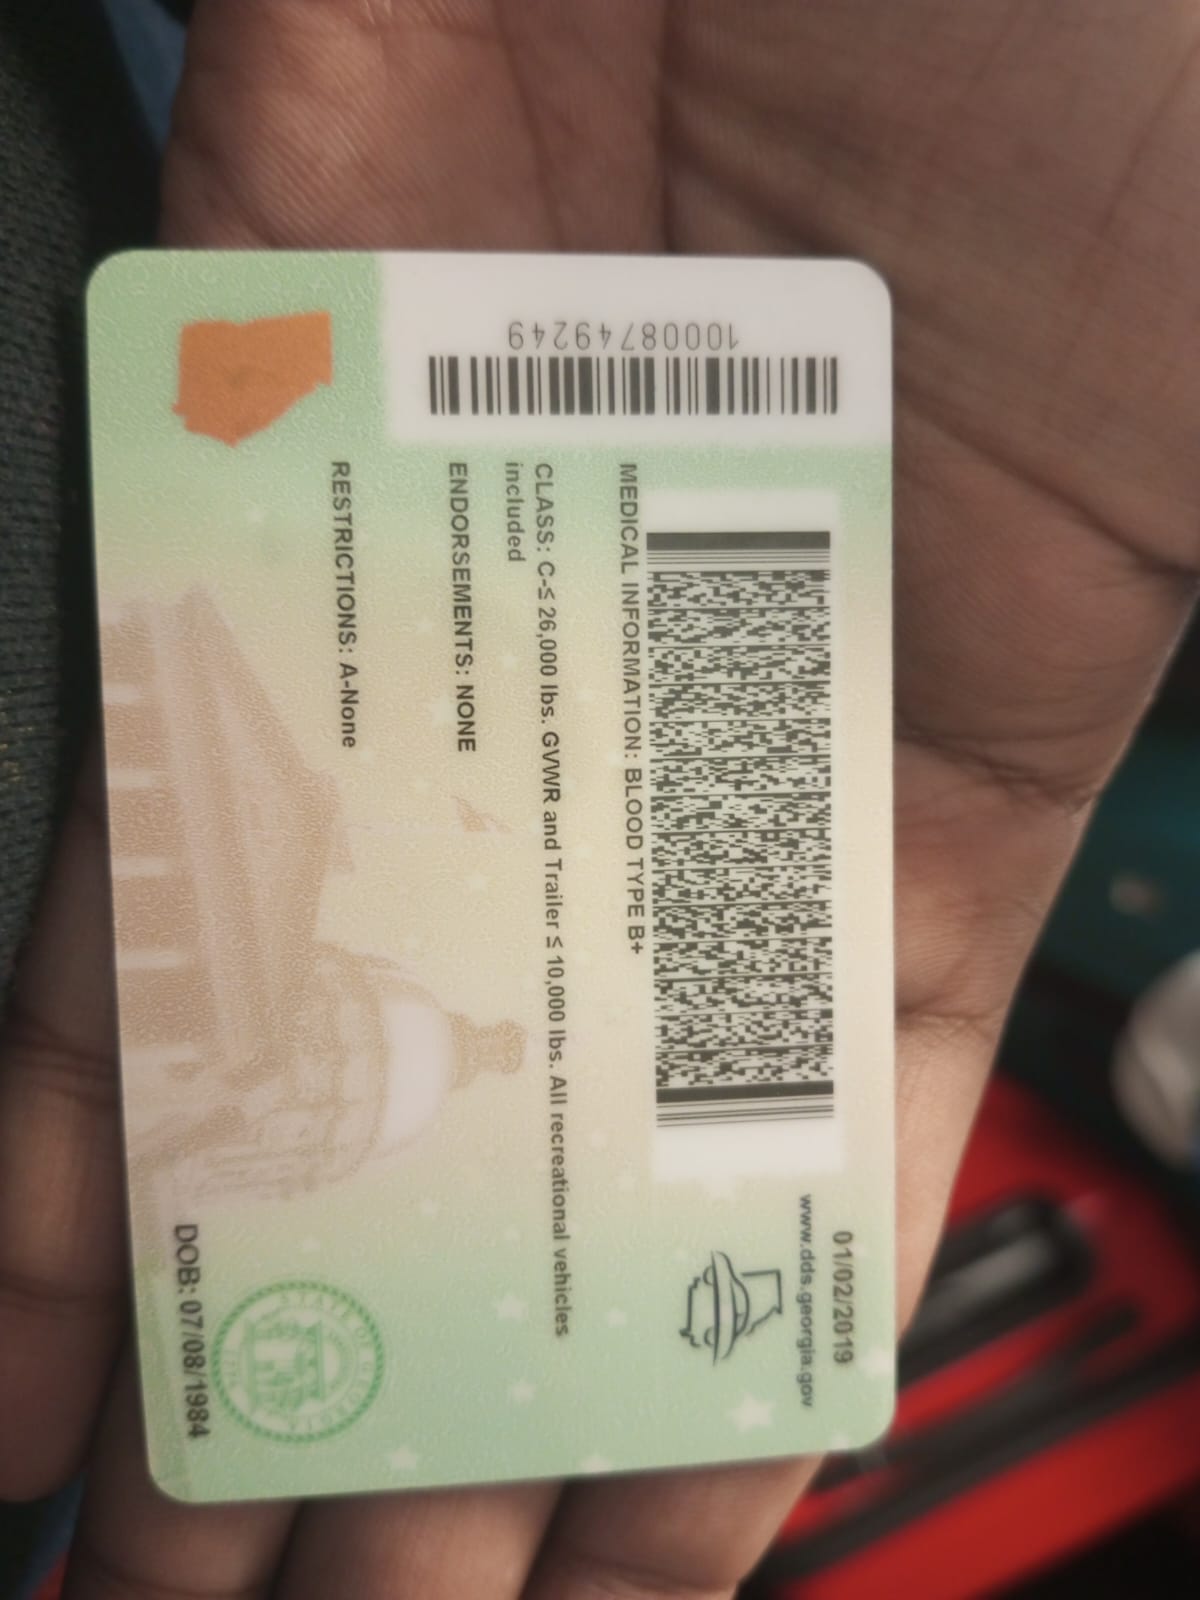 10008749249
01/02/2019
www.dds.georgia.gov
MEDICAL INFORMATION: BLOOD TYPE B+
CLASS: C-≤ 26,000 lbs. GVWR and Trailer ≤ 10,000 lbs. All recreational vehicles
included
ENDORSEMENTS: NONE
RESTRICTIONS: A-None
STATE OF GEORGIA
1776
DOB: 07/08/1984